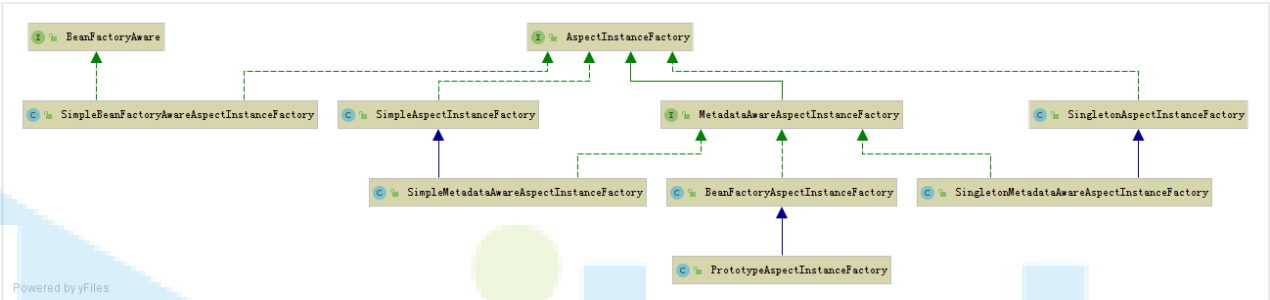 BeanFactoryAware
AspectInstanceFactory
SimpleBeanFactoryAwareAspectInstanceFactory
SimpleAspectInstanceFactory
MetadataAwareAspectInstanceFactory
SingletonAspectInstanceFactory
SimpleMetadataAwareAspectInstanceFactory
BeanFactoryAspectInstanceFactory
SingletonMetadataAwareAspectInstanceFactory
PrototypeAspectInstanceFactory
Powered by yFiles